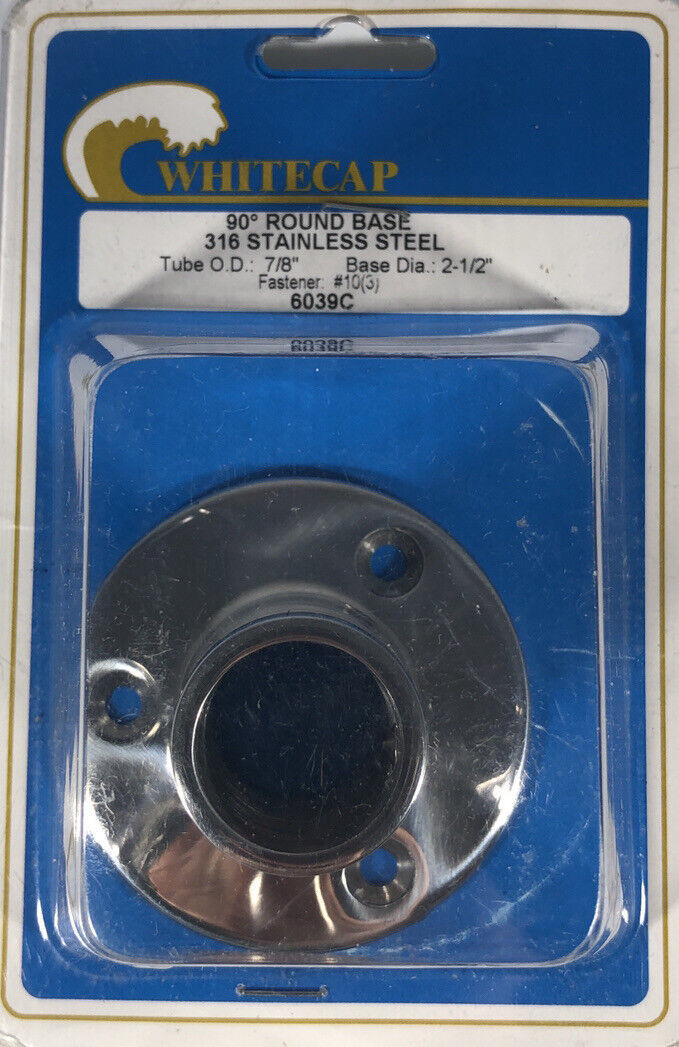 WHITECAP
90° ROUND BASE
316 STAINLESS STEEL
Tube O.D.: 7/8" Base Dia.: 2-1/2"
Fastener: #10(3)
6039C